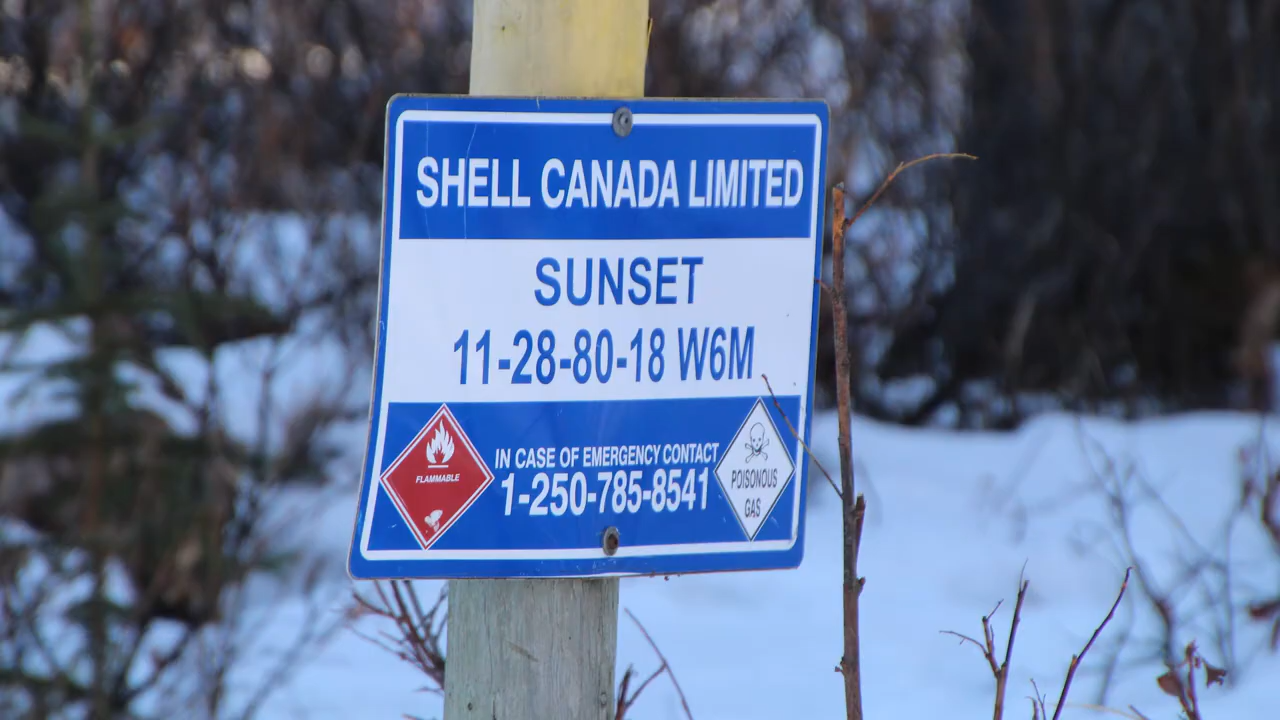 SHELL CANADA LIMITED
SUNSET
11-28-80-18 W6M
FLAMMABLE
IN CASE OF EMERGENCY CONTACT
1-250-785-8541
POISONOUS
GAS